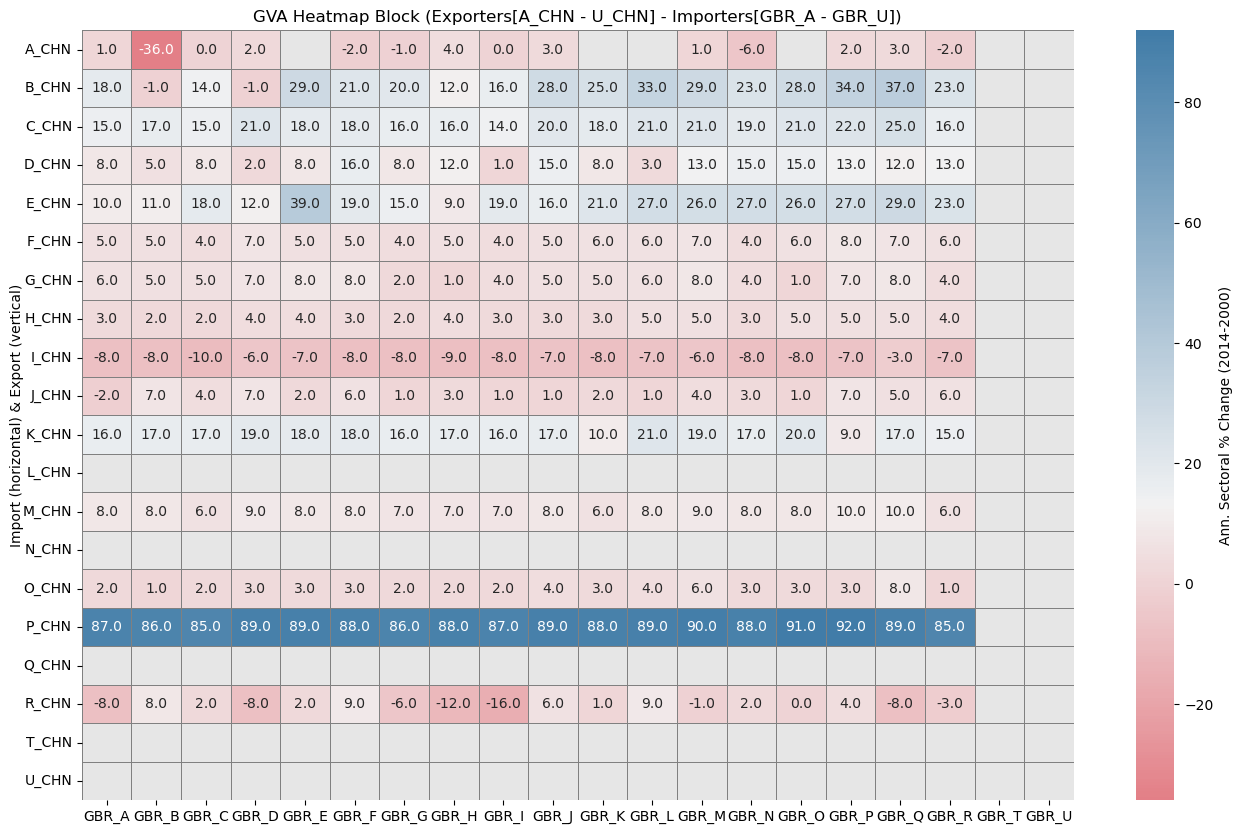 GVA Heatmap Block (Exporters[A_CHN - U_CHN] - Importers[GBR_A - GBR_U])
Import (horizontal) & Export (vertical)
A_CHN 1.0 -36.0 0.0 2.0 -2.0 -1.0 4.0 0.0 3.0 1.0 -6.0 2.0 3.0 -2.0
B_CHN 18.0 -1.0 14.0 -1.0 29.0 21.0 20.0 12.0 16.0 28.0 25.0 33.0 29.0 23.0 28.0 34.0 37.0 23.0
C_CHN 15.0 17.0 15.0 21.0 18.0 18.0 16.0 16.0 14.0 20.0 18.0 21.0 21.0 19.0 21.0 22.0 25.0 16.0
D_CHN 8.0 5.0 8.0 2.0 8.0 16.0 8.0 12.0 1.0 15.0 8.0 3.0 13.0 15.0 15.0 13.0 12.0 13.0
E_CHN 10.0 11.0 18.0 12.0 39.0 19.0 15.0 9.0 19.0 16.0 21.0 27.0 26.0 27.0 26.0 27.0 29.0 23.0
F_CHN 5.0 5.0 4.0 7.0 5.0 5.0 4.0 5.0 4.0 5.0 6.0 6.0 7.0 4.0 6.0 8.0 7.0 6.0
G_CHN 6.0 5.0 5.0 7.0 8.0 8.0 2.0 1.0 4.0 5.0 5.0 6.0 8.0 4.0 1.0 7.0 8.0 4.0
H_CHN 3.0 2.0 2.0 4.0 4.0 3.0 2.0 4.0 3.0 3.0 3.0 5.0 5.0 3.0 5.0 5.0 5.0 4.0
I_CHN -8.0 -8.0 -10.0 -6.0 -7.0 -8.0 -8.0 -9.0 -8.0 -7.0 -8.0 -7.0 -6.0 -8.0 -8.0 -7.0 -3.0 -7.0
J_CHN -2.0 7.0 4.0 7.0 2.0 6.0 1.0 3.0 1.0 1.0 2.0 1.0 4.0 3.0 1.0 7.0 5.0 6.0
K_CHN 16.0 17.0 17.0 19.0 18.0 18.0 16.0 17.0 16.0 17.0 10.0 21.0 19.0 17.0 20.0 9.0 17.0 15.0
L_CHN
M_CHN 8.0 8.0 6.0 9.0 8.0 8.0 7.0 7.0 7.0 8.0 6.0 8.0 9.0 8.0 8.0 10.0 10.0 6.0
N_CHN
O_CHN 2.0 1.0 2.0 3.0 3.0 3.0 2.0 2.0 2.0 4.0 3.0 4.0 6.0 3.0 3.0 3.0 8.0 1.0
P_CHN 87.0 86.0 85.0 89.0 89.0 88.0 86.0 88.0 87.0 89.0 88.0 89.0 90.0 88.0 91.0 92.0 89.0 85.0
Q_CHN
R_CHN -8.0 8.0 2.0 -8.0 2.0 9.0 -6.0 -12.0 -16.0 6.0 1.0 9.0 -1.0 2.0 0.0 4.0 -8.0 -3.0
T_CHN
U_CHN
GBR_A GBR_B GBR_C GBR_D GBR_E GBR_F GBR_G GBR_H GBR_I GBR_J GBR_K GBR_L GBR_M GBR_N GBR_O GBR_P GBR_Q GBR_R GBR_T GBR_U
80
60
40
20
0
−20
Ann. Sectoral % Change (2014-2000)